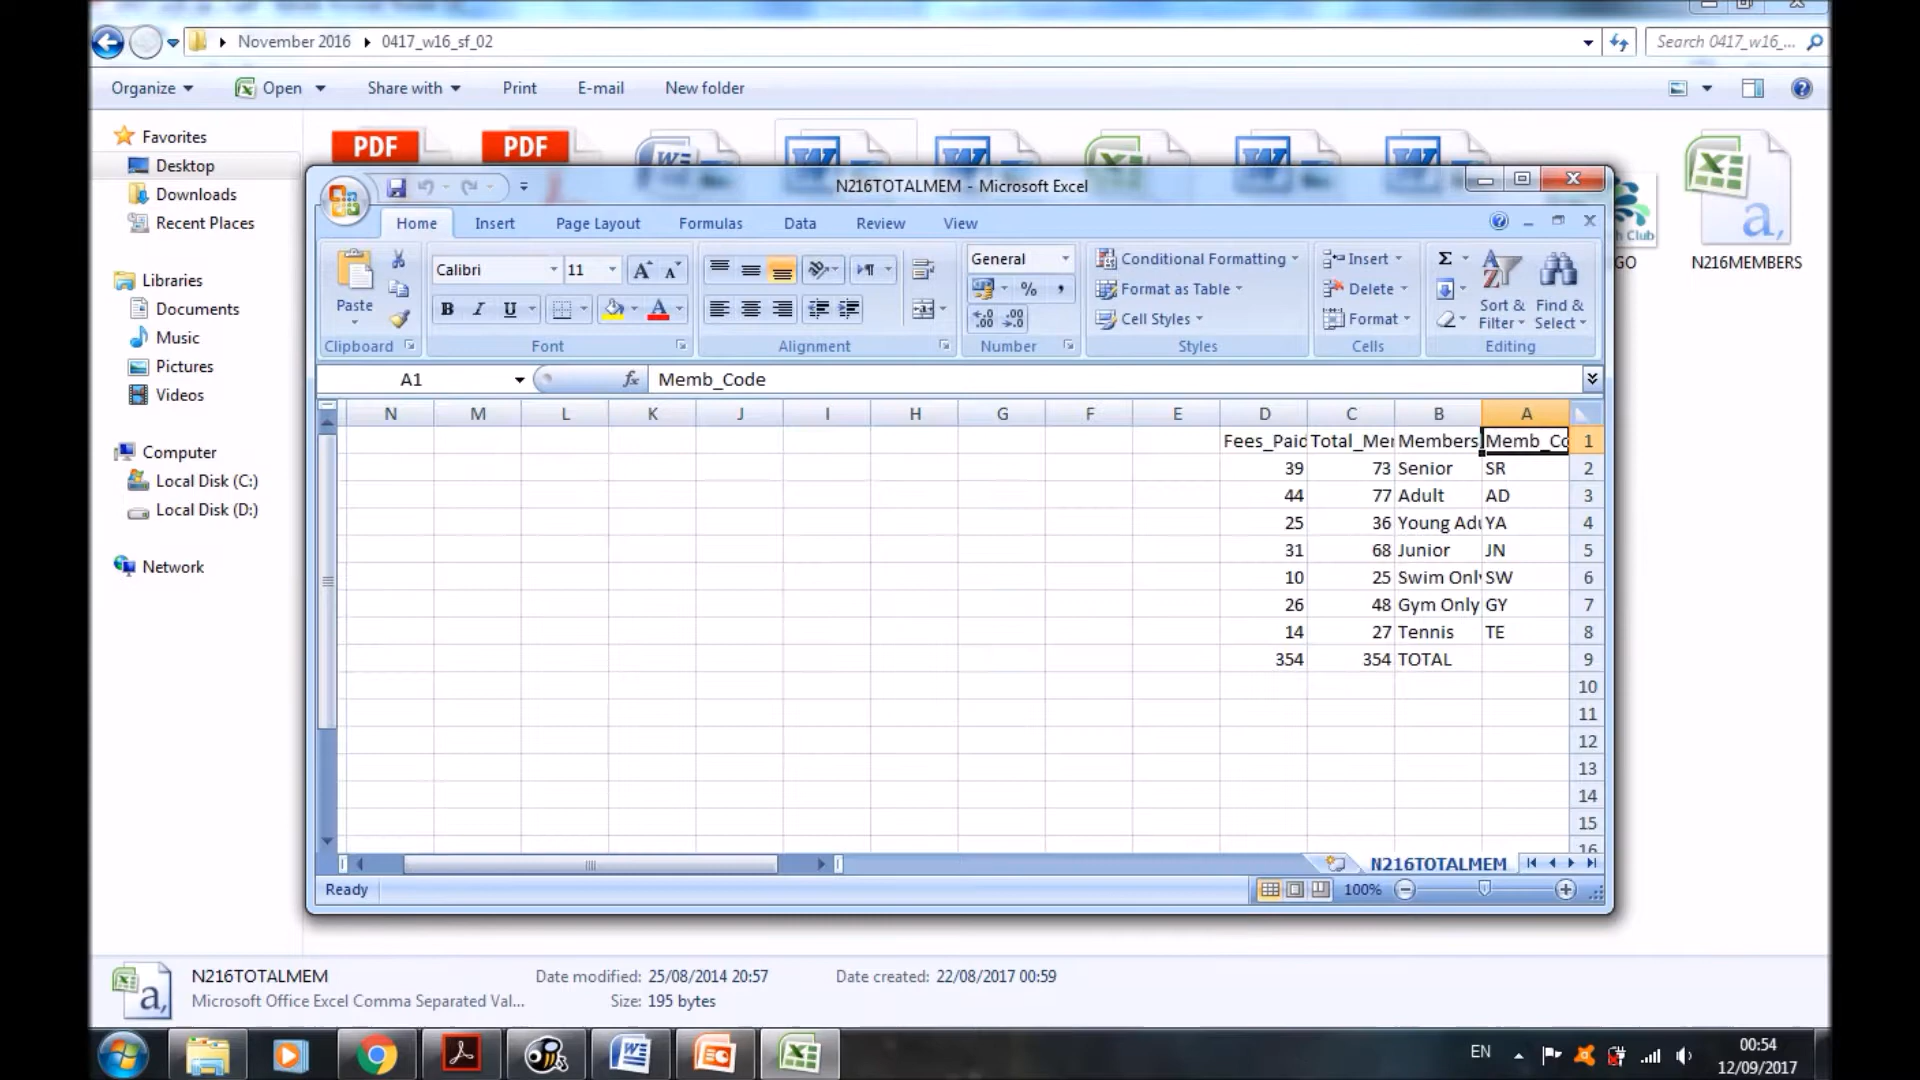 November 2016 0417_w16_sf_02
Search 0417_w16_...
Organize Open Share with Print E-mail New folder
Favorites
Desktop
Downloads
Recent Places
Libraries
Documents
Music
Pictures
Videos
Computer
Local Disk (C:)
Local Disk (D:)
Network
PDF PDF
GO
N216MEMBERS
N216TOTALMEM - Microsoft Excel
Home Insert Page Layout Formulas Data Review View
Paste
Clipboard
Calibri 11
B I U
Font
Alignment
General
% ,
Number
Conditional Formatting
Format as Table
Cell Styles
Styles
Insert
Delete
Format
Cells
Sort & Filter
Find & Select
Editing
A1 fx Memb_Code
N M L K J I H G F E D C B A
Fees_Paid Total_Mer Members Memb_Co 1
39 73 Senior SR 2
44 77 Adult AD 3
25 36 Young Adu YA 4
31 68 Junior JN 5
10 25 Swim Only SW 6
26 48 Gym Only GY 7
14 27 Tennis TE 8
354 354 TOTAL 9
10
11
12
13
14
15
16
N216TOTALMEM
Ready 100%
N216TOTALMEM Date modified: 25/08/2014 20:57 Date created: 22/08/2017 00:59
Microsoft Office Excel Comma Separated Val... Size: 195 bytes
EN
00:54
12/09/2017